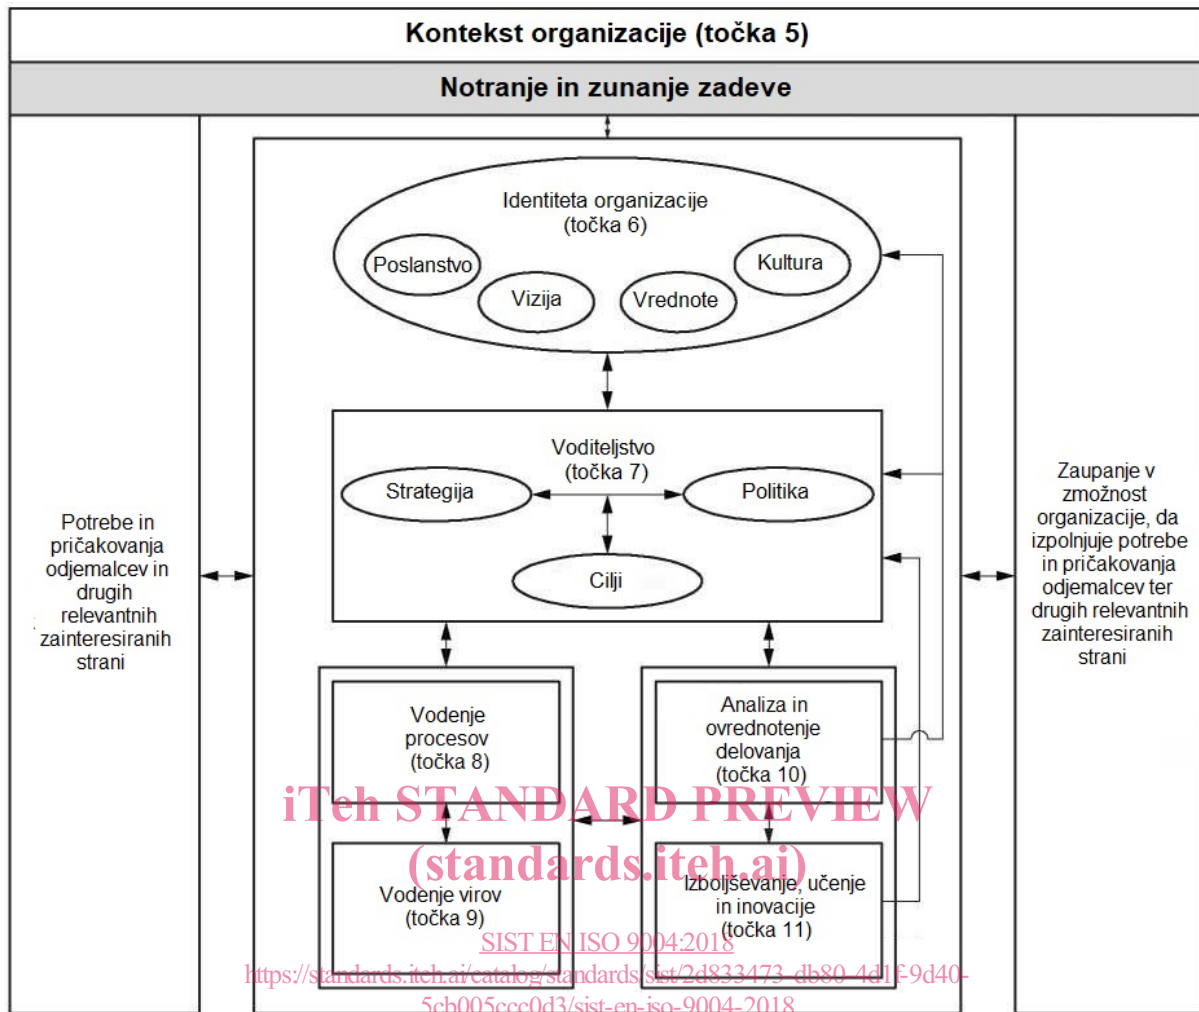 Kontekst organizacije (točka 5)
Notranje in zunanje zadeve
Identiteta organizacije
(točka 6)
Poslanstvo
Vizija
Vrednote
Kultura
Voditeljstvo
(točka 7)
Strategija
Politika
Cilji
Potrebe in
pričakovanja
odjemalcev in
drugih
relevantnih
zainteresiranih
strani
Zaupanje v
zmožnost
organizacije, da
izpolnjuje potrebe
in pričakovanja
odjemalcev ter
drugih relevantnih
zainteresiranih
strani
Vodenje
procesov
(točka 8)
Analiza in
ovrednotenje
delovanja
(točka 10)
iTeh STANDARD PREVIEW
(standards.iteh.ai)
Vodenje virov
(točka 9)
Izboljševanje, učenje
in inovacije
(točka 11)
SIST EN ISO 9004:2018
https://standards.iteh.ai/catalog/standards/sist/2d833473-db80-4d1f-9d40-
5cb005ccc0d3/sist-en-iso-9004-2018